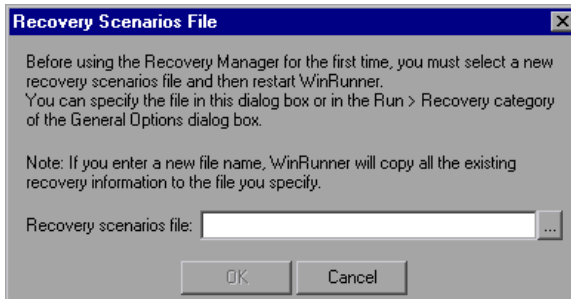 Recovery Scenarios File
Before using the Recovery Manager for the first time, you must select a new
recovery scenarios file and then restart WinRunner.
You can specify the file in this dialog box or in the Run > Recovery category
of the General Options dialog box.
Note: If you enter a new file name, WinRunner will copy all the existing
recovery information to the file you specify.
Recovery scenarios file: ...
OK Cancel